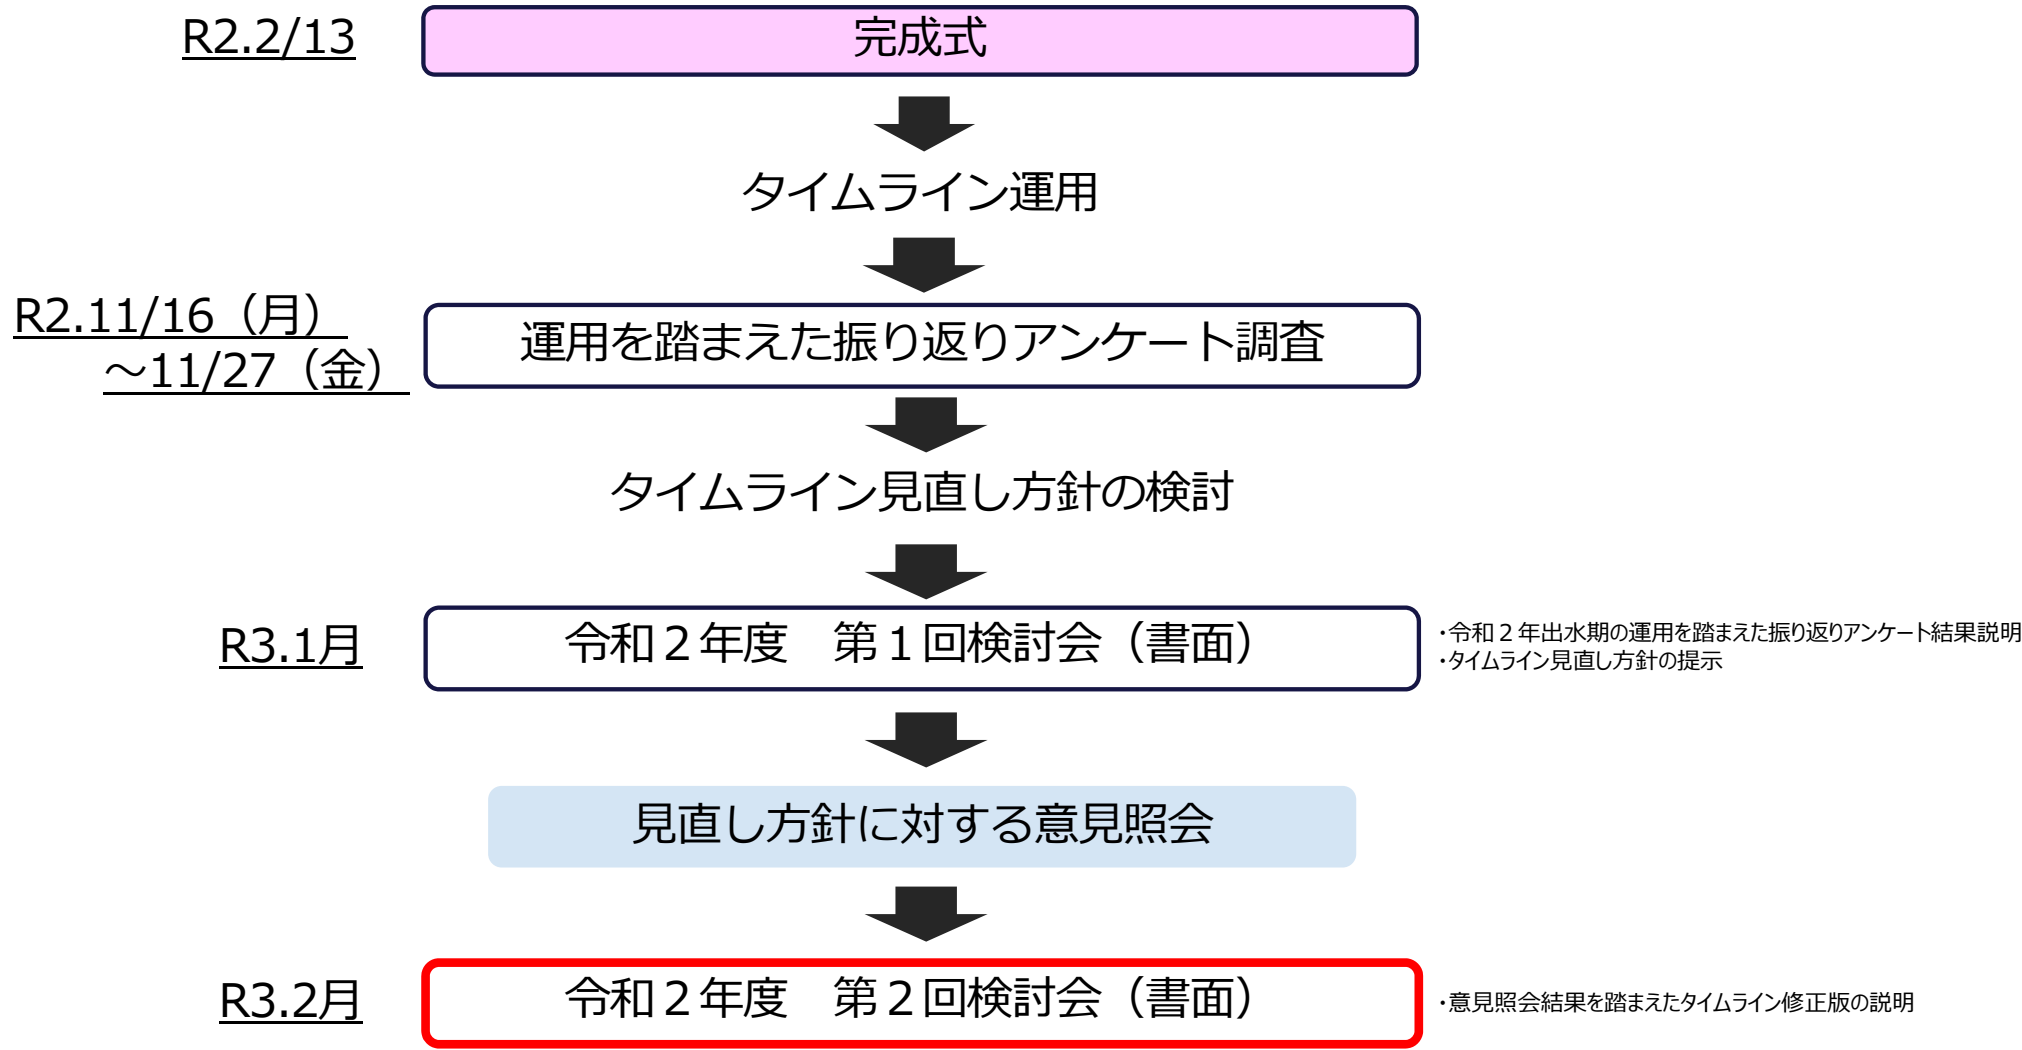 R2.2/13
完成式
タイムライン運用
R2.11/16（月）
～11/27（金）
運用を踏まえた振り返りアンケート調査
タイムライン見直し方針の検討
R3.1月
令和２年度　第１回検討会（書面）
・令和２年出水期の運用を踏まえた振り返りアンケート結果説明
・タイムライン見直し方針の提示
見直し方針に対する意見照会
R3.2月
令和２年度　第２回検討会（書面）
・意見照会結果を踏まえたタイムライン修正版の説明